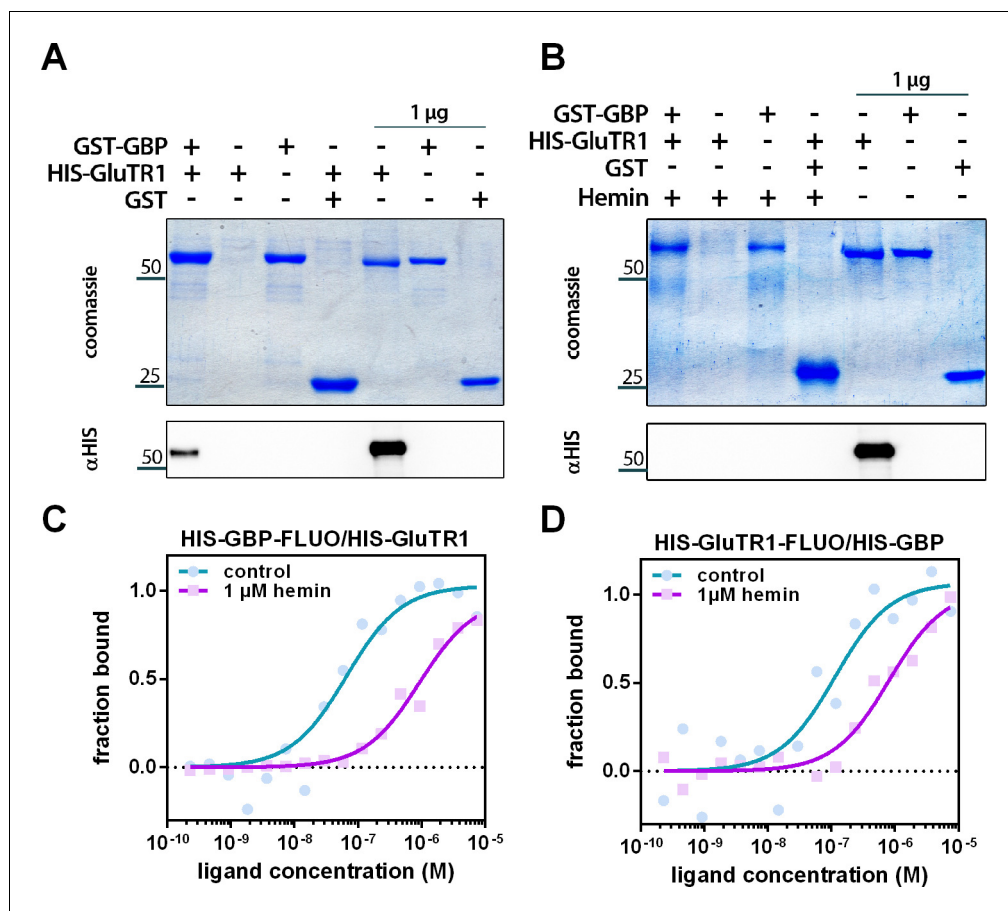 A
1 µg
GST-GBP + - + - - + -
HIS-GluTR1 + + - + + - -
GST - - - + - - +
coomassie
50
25
αHIS
50
B
1 µg
GST-GBP + - + - - + -
HIS-GluTR1 + + - + + - -
GST - - - + - - +
Hemin + + + + - - -
coomassie
50
25
αHIS
50
C
HIS-GBP-FLUO/HIS-GluTR1
control
1 µM hemin
fraction bound
1.0
0.5
0.0
10⁻¹⁰ 10⁻⁹ 10⁻⁸ 10⁻⁷ 10⁻⁶ 10⁻⁵
ligand concentration (M)
D
HIS-GluTR1-FLUO/HIS-GBP
control
1µM hemin
fraction bound
1.0
0.5
0.0
10⁻¹⁰ 10⁻⁹ 10⁻⁸ 10⁻⁷ 10⁻⁶ 10⁻⁵
ligand concentration (M)